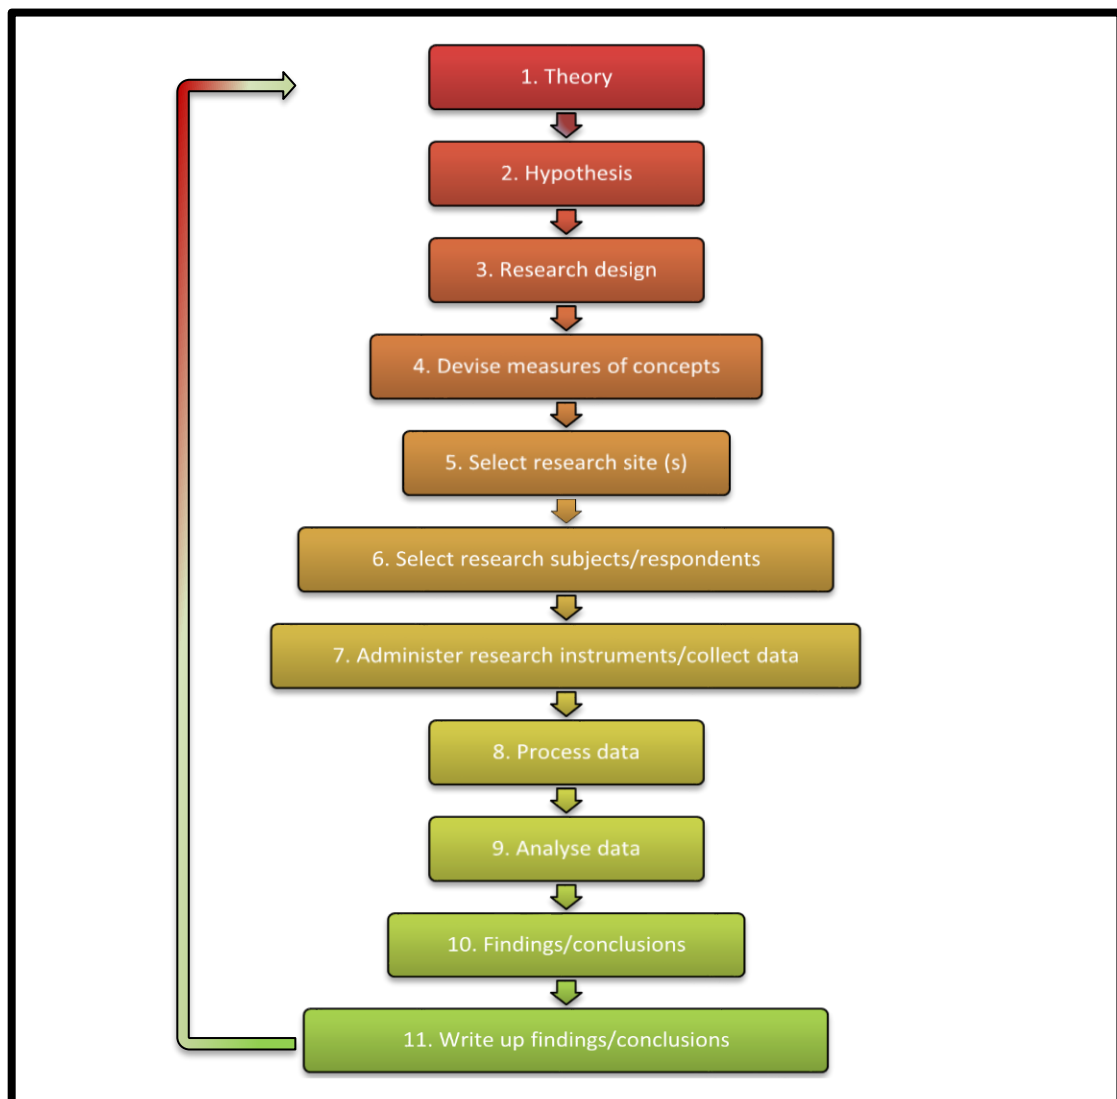 1. Theory
2. Hypothesis
3. Research design
4. Devise measures of concepts
5. Select research site (s)
6. Select research subjects/respondents
7. Administer research instruments/collect data
8. Process data
9. Analyse data
10. Findings/conclusions
11. Write up findings/conclusions